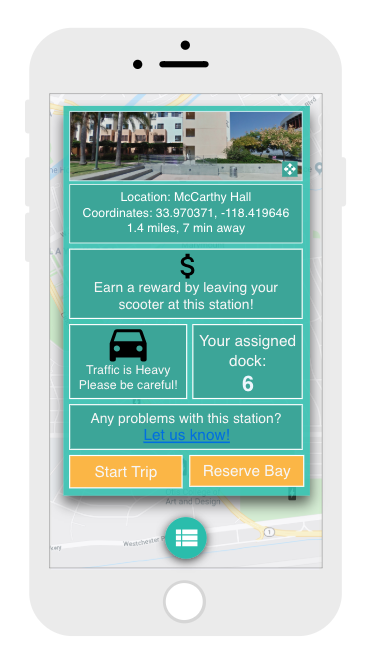 Location: McCarthy Hall
Coordinates: 33.970371, -118.419646
1.4 miles, 7 min away
$
Earn a reward by leaving your
scooter at this station!
Traffic is Heavy
Please be careful!
Your assigned
dock:
6
Any problems with this station?
Let us know!
Start Trip
Reserve Bay
Art and Design
Westchester
1